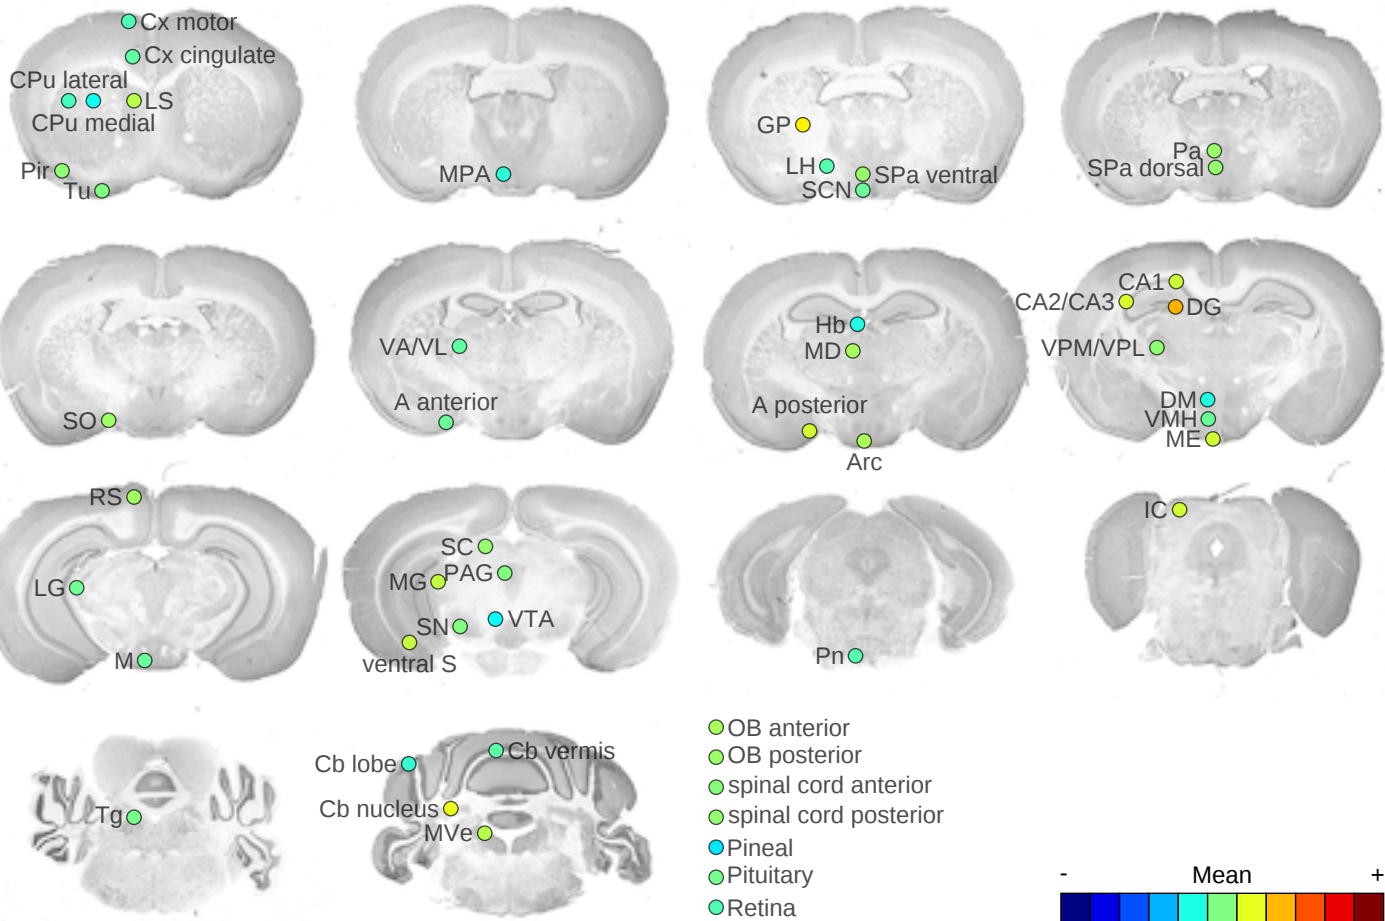 Cx motor
Cx cingulate
CPu lateral
LS
CPu medial
Pir
Tu
MPA
GP
LH
SPa ventral
SCN
Pa
SPa dorsal
SO
VA/VL
A anterior
Hb
MD
A posterior
Arc
CA1
CA2/CA3
DG
VPM/VPL
DM
VMH
ME
RS
LG
M
SC
PAG
MG
VTA
SN
ventral S
Pn
IC
Tg
Cb vermis
Cb lobe
Cb nucleus
MVe
OB anterior
OB posterior
spinal cord anterior
spinal cord posterior
Pineal
Pituitary
Retina
- Mean +